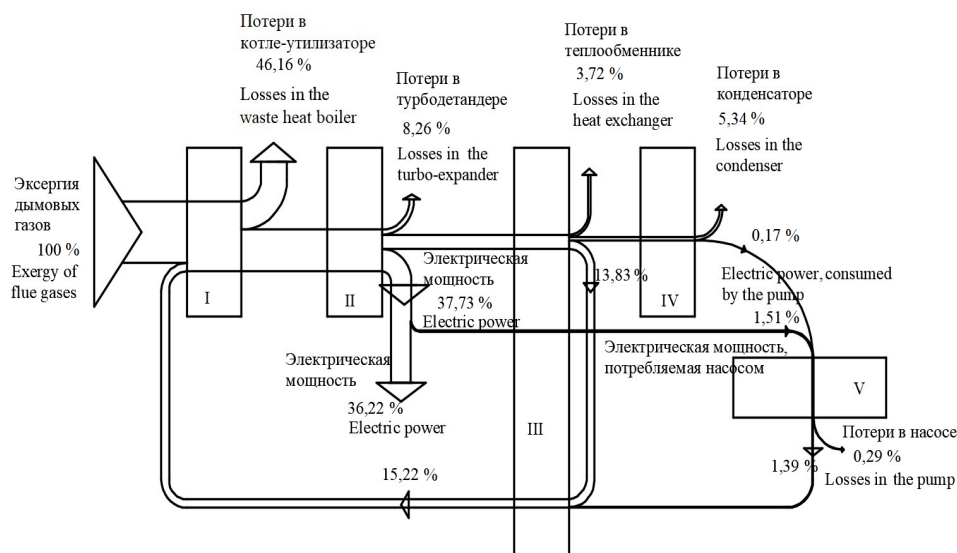 Потери в
котле-утилизаторе
46,16 %
Losses in the
waste heat boiler
Потери в
турбодетандере
8,26 %
Losses in the
turbo-expander
Потери в
теплообменнике
3,72 %
Losses in the
heat exchanger
Потери в
конденсаторе
5,34 %
Losses in the
condenser
Эксергия
дымовых
газов
100 %
Exergy of
flue gases
I
II
III
IV
V
Электрическая
мощность
37,73 %
Electric power
13,83 %
0,17 %
Electric power, consumed
by the pump
1,51 %
Электрическая мощность,
потребляемая насосом
Электрическая
мощность
36,22 %
Electric power
15,22 %
1,39 %
Потери в насосе
0,29 %
Losses in the pump